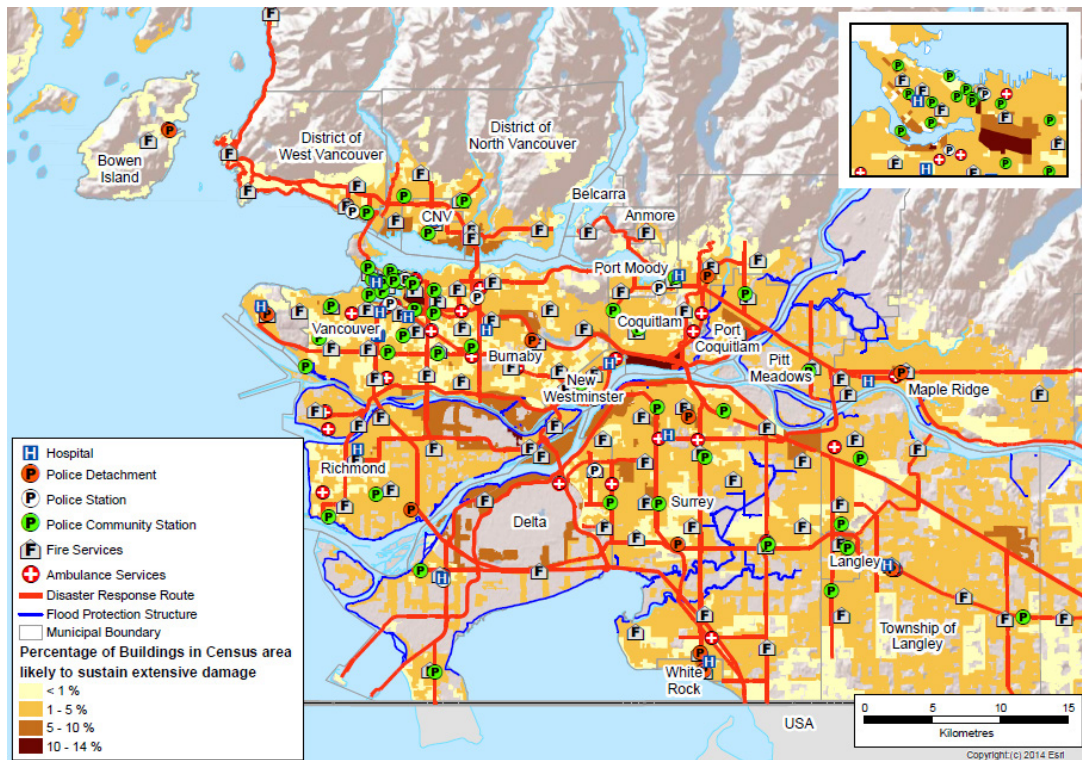 Bowen
Island
District of
West Vancouver
District of
North Vancouver
CNV
Belcarra
Anmore
Port Moody
Vancouver
Burnaby
Coquitlam
Port
Coquitlam
Pitt
Meadows
Maple Ridge
New
Westminster
Richmond
Delta
Surrey
Langley
Township of
Langley
White
Rock
USA
H Hospital
P Police Detachment
P Police Station
P Police Community Station
F Fire Services
Ambulance Services
Disaster Response Route
Flood Protection Structure
Municipal Boundary
Percentage of Buildings in Census area
likely to sustain extensive damage
< 1 %
1 - 5 %
5 - 10 %
10 - 14 %
0 5 10 15
Kilometres
Copyright:(c) 2014 Esri